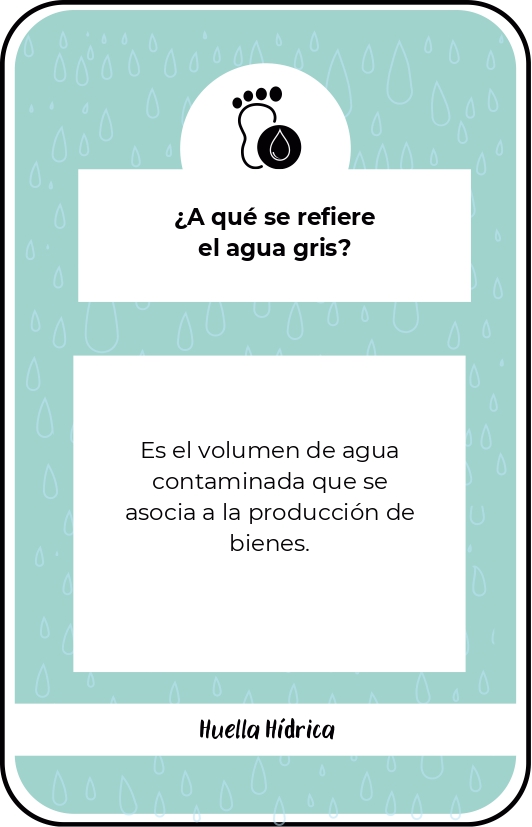 ¿A qué se refiere
el agua gris?
Es el volumen de agua
contaminada que se
asocia a la producción de
bienes.
Huella Hídrica